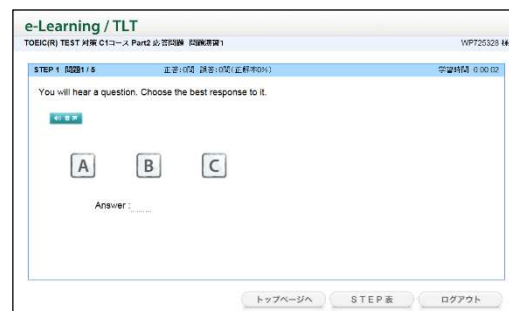 e-Learning / TLT
TOEIC(R) TEST 対策 C1コース Part2 応答問題 問題演習1
WP725328 様
STEP 1 問題1 / 5 正答:0問 誤答:0問(正解率0%) 学習時間 0:00:02
You will hear a question. Choose the best response to it.
音声
A B C
Answer :
トップページへ STEP表 ログアウト